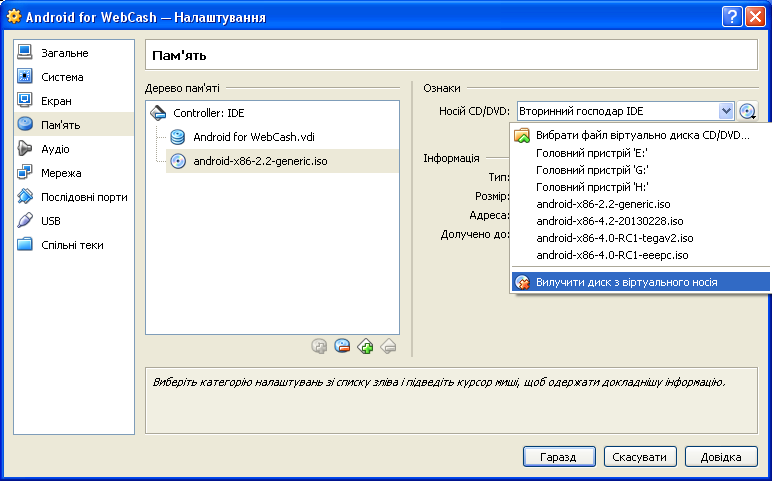 Android for WebCash — Налаштування
Загальне
Система
Екран
Пам'ять
Аудіо
Мережа
Послідовні порти
USB
Спільні теки
Пам'ять
Дерево пам'яті
Controller: IDE
Android for WebCash.vdi
android-x86-2.2-generic.iso
Ознаки
Носій CD/DVD: Вторинний господар IDE
Інформація
Тип:
Розмір:
Адреса:
Долучено до:
Вибрати файл віртуально диска CD/DVD...
Головний пристрій 'E:'
Головний пристрій 'G:'
Головний пристрій 'H:'
android-x86-2.2-generic.iso
android-x86-4.2-20130228.iso
android-x86-4.0-RC1-tegav2.iso
android-x86-4.0-RC1-eeepc.iso
Вилучити диск з віртуального носія
Виберіть категорію налаштувань зі списку зліва і підведіть курсор миші, щоб одержати докладнішу інформацію.
Гаразд
Скасувати
Довідка